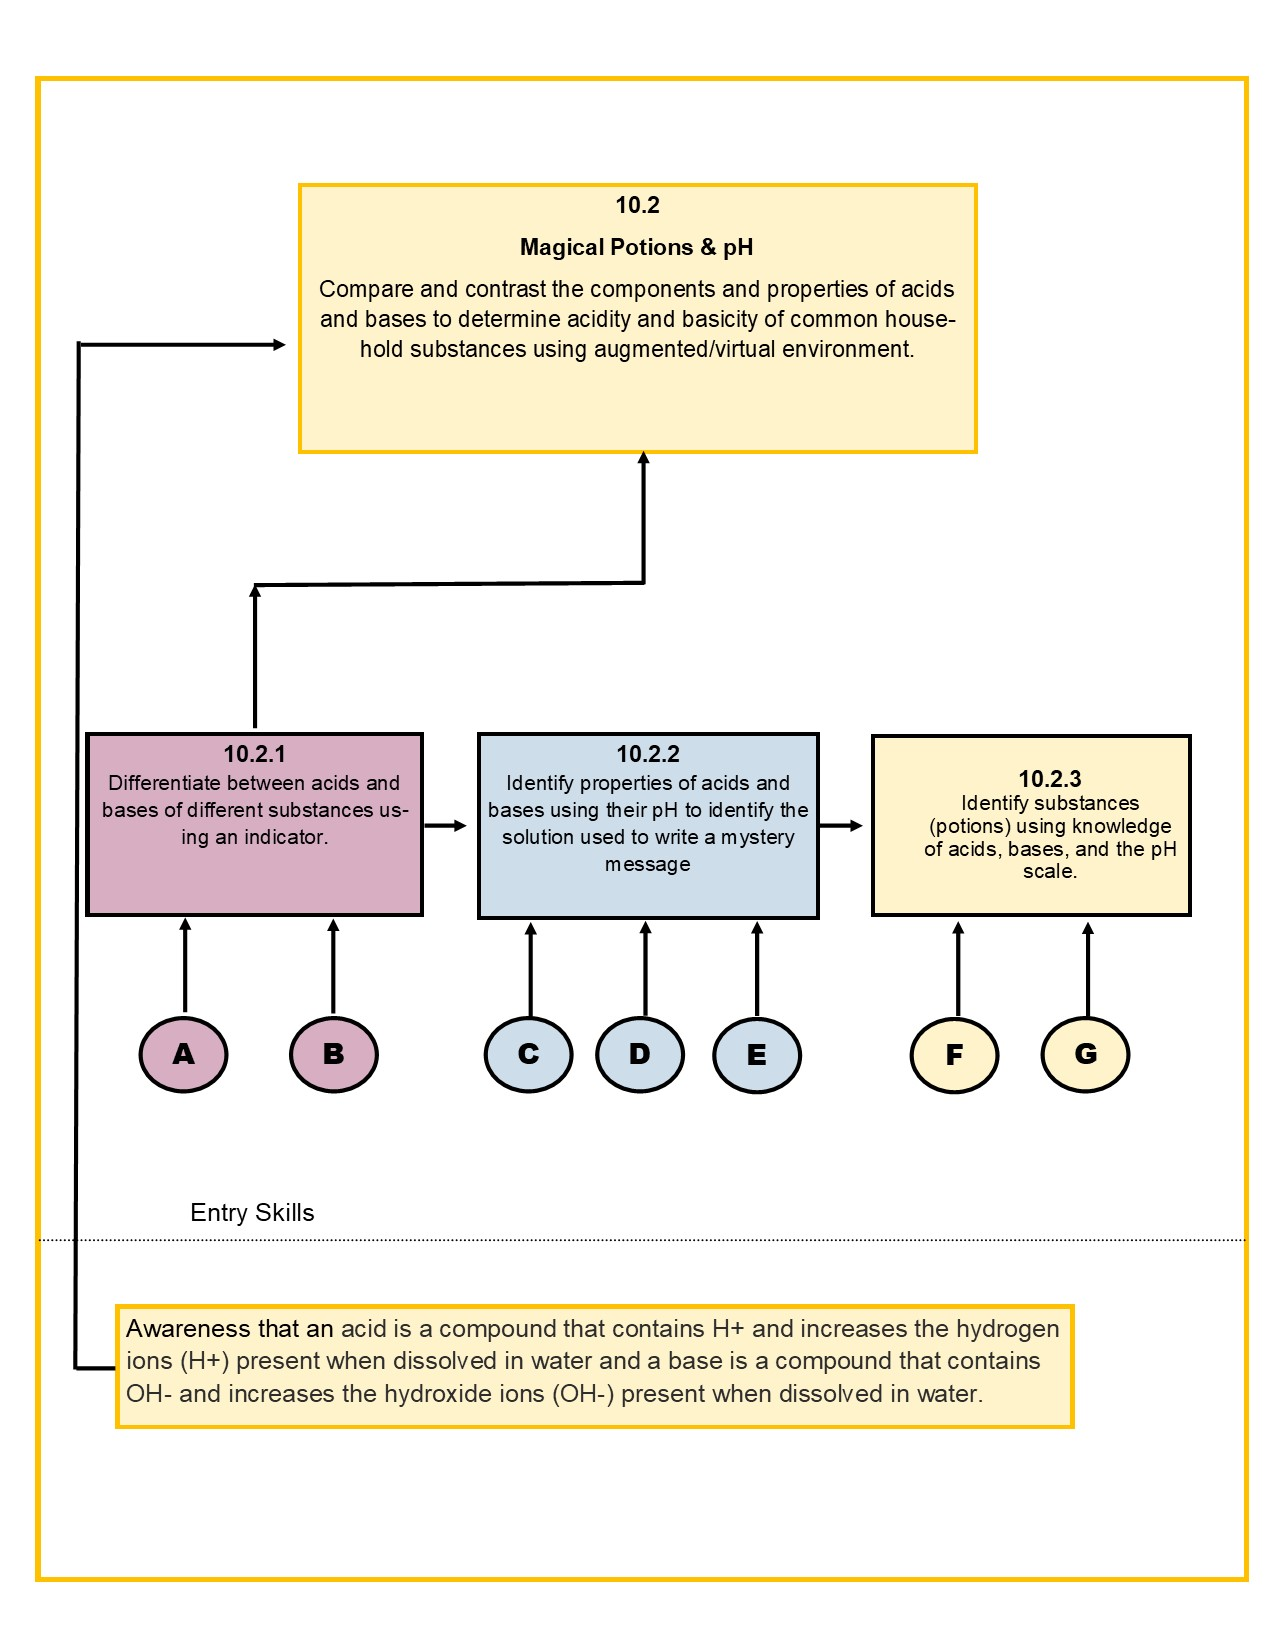 10.2
Magical Potions & pH
Compare and contrast the components and properties of acids
and bases to determine acidity and basicity of common house-
hold substances using augmented/virtual environment.
10.2.1
Differentiate between acids and
bases of different substances us-
ing an indicator.
10.2.2
Identify properties of acids and
bases using their pH to identify the
solution used to write a mystery
message
10.2.3
Identify substances
(potions) using knowledge
of acids, bases, and the pH
scale.
A
B
C
D
E
F
G
Entry Skills
Awareness that an acid is a compound that contains H+ and increases the hydrogen
ions (H+) present when dissolved in water and a base is a compound that contains
OH- and increases the hydroxide ions (OH-) present when dissolved in water.